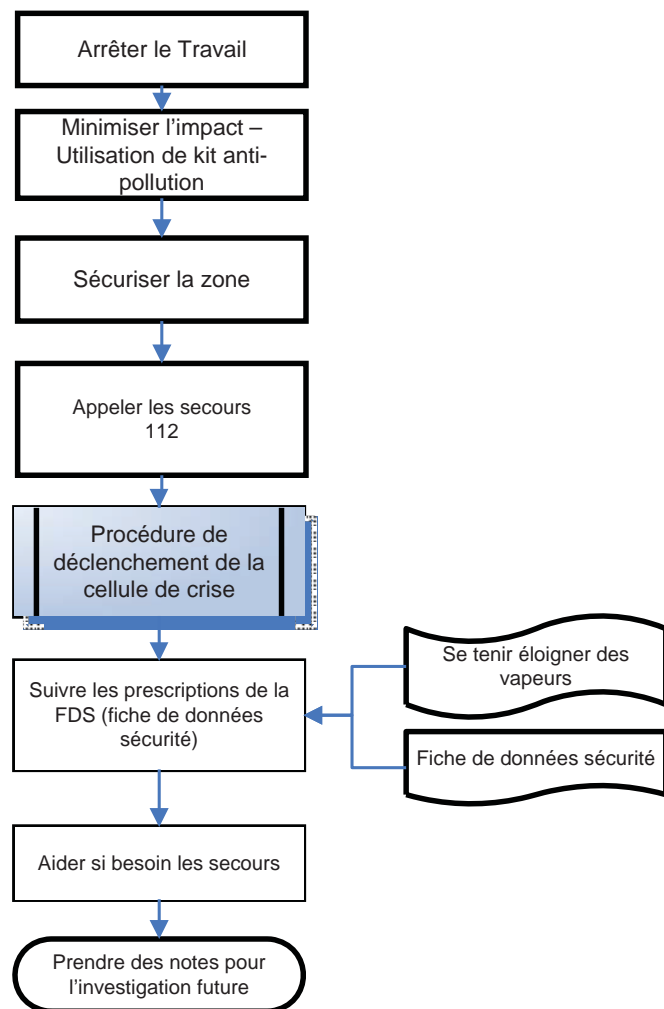 Arrêter le Travail
Minimiser l’impact –
Utilisation de kit anti-
pollution
Sécuriser la zone
Appeler les secours
112
Procédure de
déclenchement de la
cellule de crise
Suivre les prescriptions de la
FDS (fiche de données
sécurité)
Se tenir éloigner des
vapeurs
Fiche de données sécurité
Aider si besoin les secours
Prendre des notes pour
l’investigation future